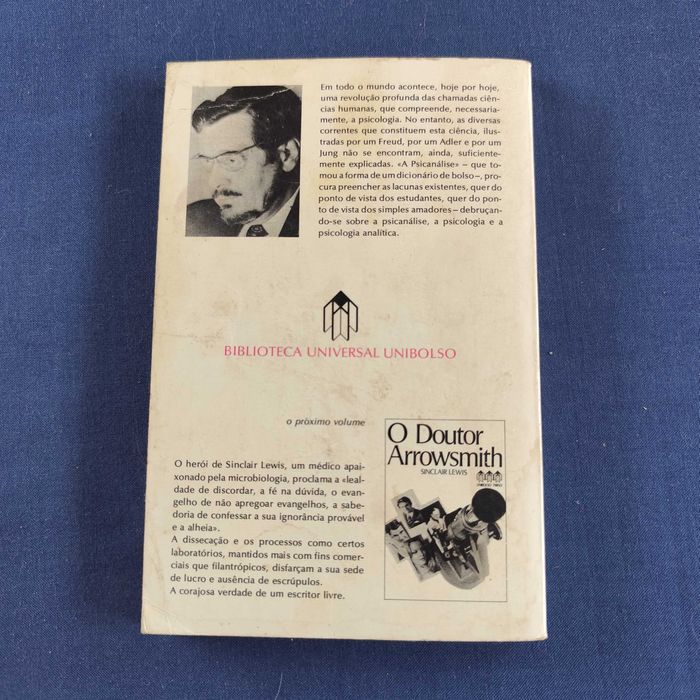 Em todo o mundo acontece, hoje por hoje,
uma revolução profunda das chamadas ciên-
cias humanas, que compreende, necessaria-
mente, a psicologia. No entanto, as diversas
correntes que constituem esta ciência, ilus-
tradas por um Freud, por um Adler e por um
Jung não se encontram, ainda, suficiente-
mente explicadas. «A Psicanálise» — que to-
mou a forma de um dicionário de bolso —, pro-
cura preencher as lacunas existentes, quer do
ponto de vista dos estudantes, quer do pon-
to de vista dos simples amadores — debruçan-
do-se sobre a psicanálise, a psicologia e a
psicologia analítica.
BIBLIOTECA UNIVERSAL UNIBOLSO
o próximo volume
O herói de Sinclair Lewis, um médico apai-
xonado pela microbiologia, proclama a «leal-
dade de discordar, a fé na dúvida, o evan-
gelho de não apregoar evangelhos, a sabe-
doria de confessar a sua ignorância provável
e a alheia».
A dissecação e os processos como certos
laboratórios, mantidos mais com fins comer-
ciais que filantrópicos, disfarçam a sua sede
de lucro e ausência de escrúpulos.
A corajosa verdade de um escritor livre.
O Doutor
Arrowsmith
SINCLAIR LEWIS